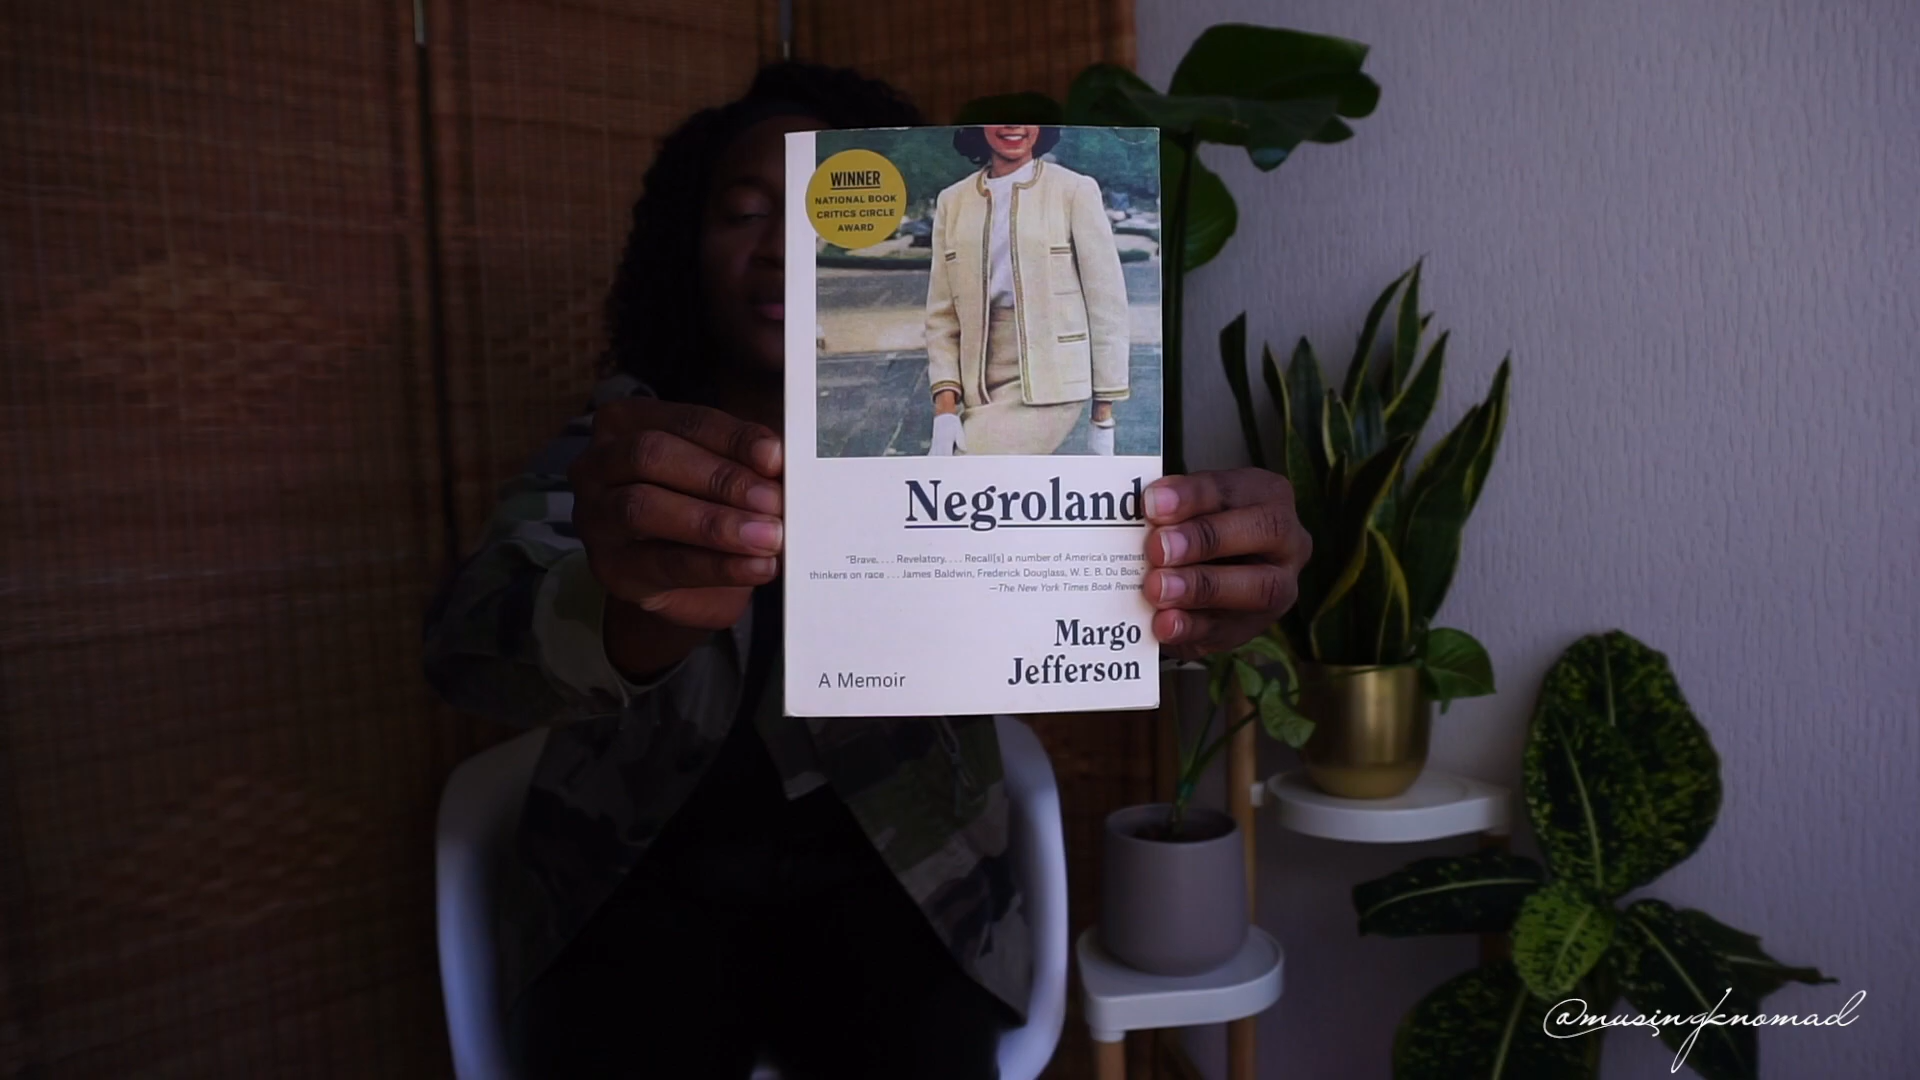 WINNER
NATIONAL BOOK
CRITICS CIRCLE
AWARD
Negroland
"Brave. . . . Revelatory. . . . Recall[s] a number of America's greatest
thinkers on race . . . James Baldwin, Frederick Douglass, W. E. B. Du Bois."
—The New York Times Book Review
Margo
Jefferson
A Memoir
@musingknomad